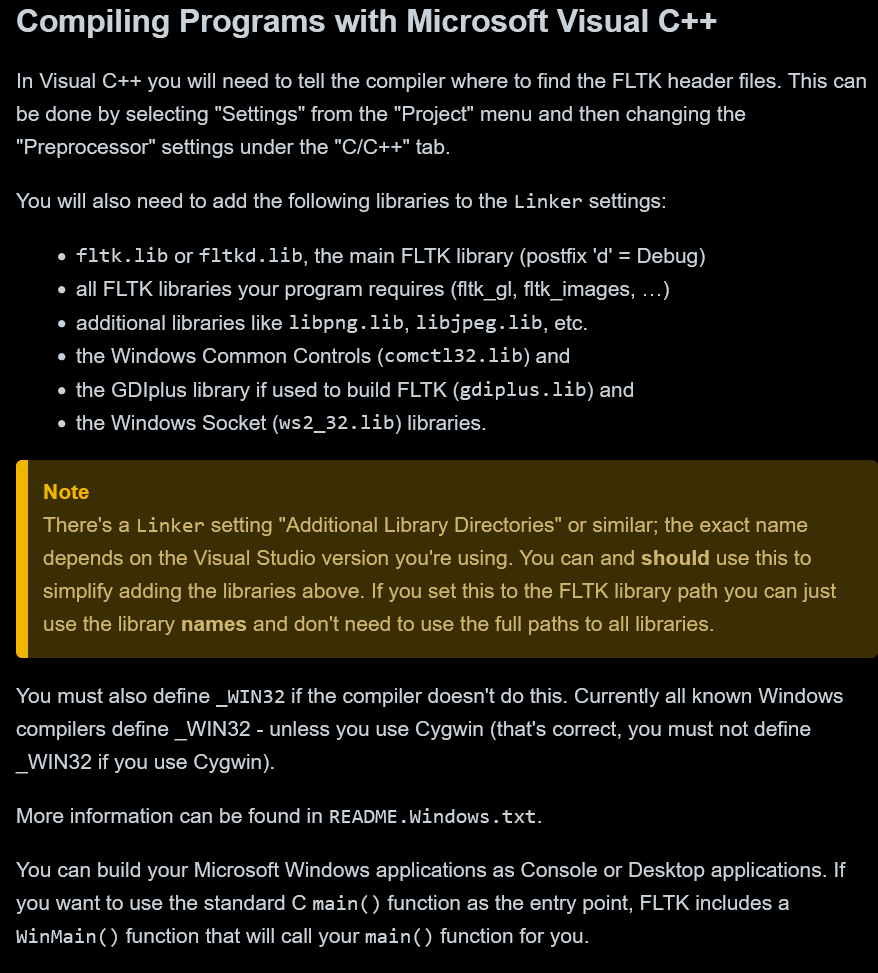 Compiling Programs with Microsoft Visual C++
In Visual C++ you will need to tell the compiler where to find the FLTK header files. This can
be done by selecting "Settings" from the "Project" menu and then changing the
"Preprocessor" settings under the "C/C++" tab.
You will also need to add the following libraries to the Linker settings:
• fltk.lib or fltkd.lib, the main FLTK library (postfix 'd' = Debug)
• all FLTK libraries your program requires (fltk_gl, fltk_images, …)
• additional libraries like libpng.lib, libjpeg.lib, etc.
• the Windows Common Controls (comctl32.lib) and
• the GDIplus library if used to build FLTK (gdiplus.lib) and
• the Windows Socket (ws2_32.lib) libraries.
Note
There's a Linker setting "Additional Library Directories" or similar; the exact name
depends on the Visual Studio version you're using. You can and should use this to
simplify adding the libraries above. If you set this to the FLTK library path you can just
use the library names and don't need to use the full paths to all libraries.
You must also define _WIN32 if the compiler doesn't do this. Currently all known Windows
compilers define _WIN32 - unless you use Cygwin (that's correct, you must not define
_WIN32 if you use Cygwin).
More information can be found in README.Windows.txt.
You can build your Microsoft Windows applications as Console or Desktop applications. If
you want to use the standard C main() function as the entry point, FLTK includes a
WinMain() function that will call your main() function for you.